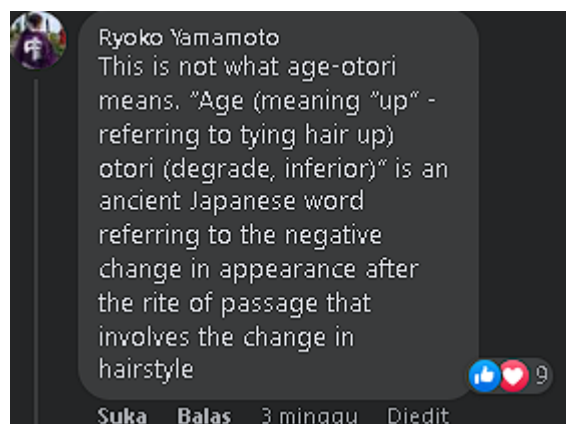 Ryoko Yamamoto
This is not what age-otori
means. "Age (meaning "up" -
referring to tying hair up)
otori (degrade, inferior)" is an
ancient Japanese word
referring to the negative
change in appearance after
the rite of passage that
involves the change in
hairstyle
9
Suka Balas 3 minggu Diedit